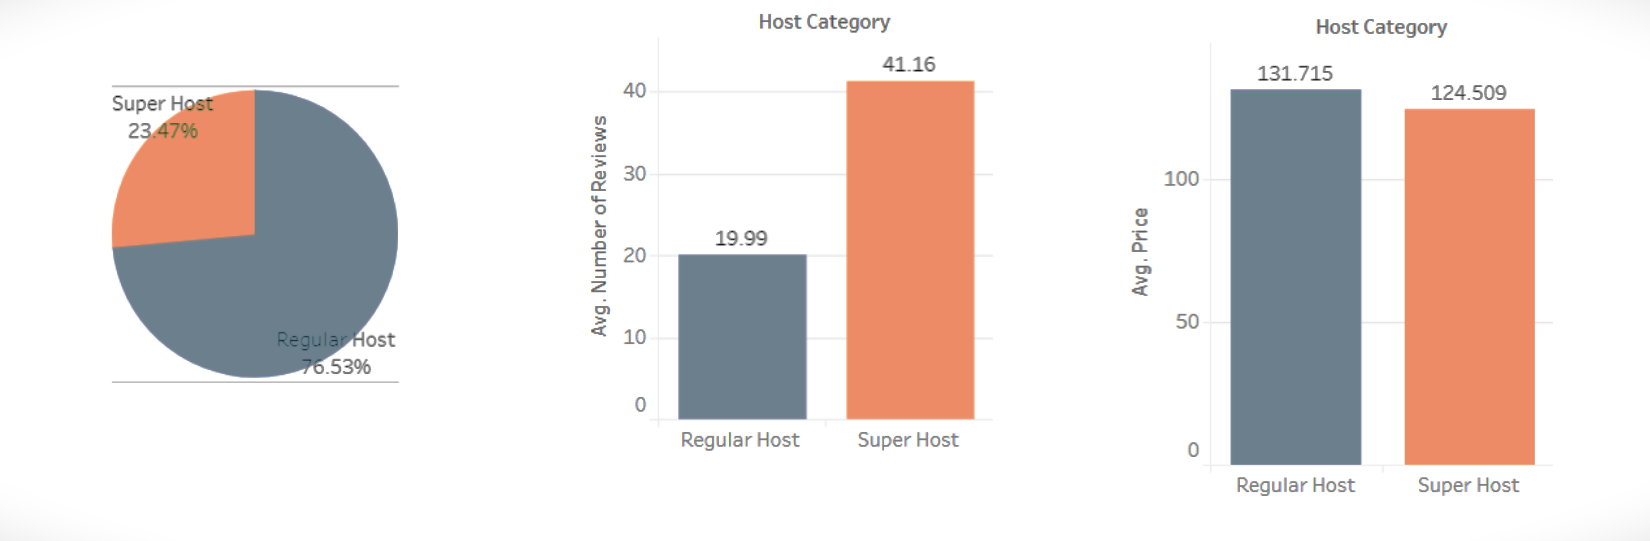 Super Host
23.47%
Regular Host
76.53%
Host Category
41.16
19.99
40
30
20
10
0
Avg. Number of Reviews
Regular Host
Super Host
Host Category
131.715
124.509
100
50
0
Avg. Price
Regular Host
Super Host